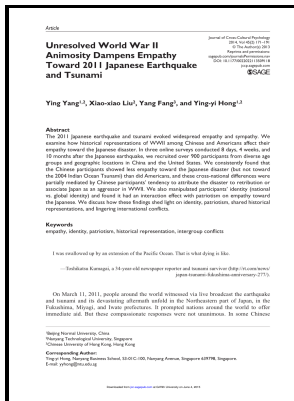 Article
Journal of Cross-Cultural Psychology
2014, Vol 45(2) 171–191
© The Author(s) 2013
Reprints and permissions:
sagepub.com/journalsPermissions.nav
jccp.sagepub.com
SAGE
Unresolved World War II
Animosity Dampens Empathy
Toward 2011 Japanese Earthquake
and Tsunami
Ying Yang1,2, Xiao-xiao Liu2, Yang Fang3, and Ying-yi Hong1,2
Abstract
The 2011 Japanese earthquake and tsunami evoked widespread empathy and sympathy. We
examine how historical representations of WWII among Chinese and Americans affect their
empathy toward the Japanese disaster. In three online surveys conducted 8 days, 4 weeks, and
10 months after the Japanese earthquake, we recruited over 900 participants from diverse age
groups and geographic locations in China and the United States. We consistently found that
the Chinese participants showed less empathy toward the Japanese disaster (but not toward
the 2004 Indian Ocean Tsunami) than did Americans, and these cross-national differences were
partially mediated by Chinese participants' tendency to attribute the disaster to retribution or
associate Japan as an aggressor in WWII. We also manipulated participants' identity (national
vs. global identity) and found it had an interaction effect with patriotism on empathy toward the
Japanese. We discuss how these findings shed light on identity, patriotism, shared historical
representations, and lingering international conflicts.
Keywords
empathy, identity, patriotism, historical representation, intergroup conflicts
I was swallowed up by an explosion. The Pacific Ocean. That is what dying is like.
On March 11, 2011, people around the world witnessed via live broadcast the earthquake
and tsunami and its devastating aftermath unfold in the Northeastern part of Japan, in the
Fukushima, Miyagi, and Iwate prefectures. It prompted nations around the world to offer
immediate aid. But these compassionate responses were not unanimous. In some Chinese
1Beijing Normal University, China
2Nanyang Technological University, Singapore
3Chinese University of Hong Kong, Hong Kong
Corresponding Author:
Ying-yi Hong, Nanyang Business School, Nanyang Avenue, Singapore 639798, Singapore.